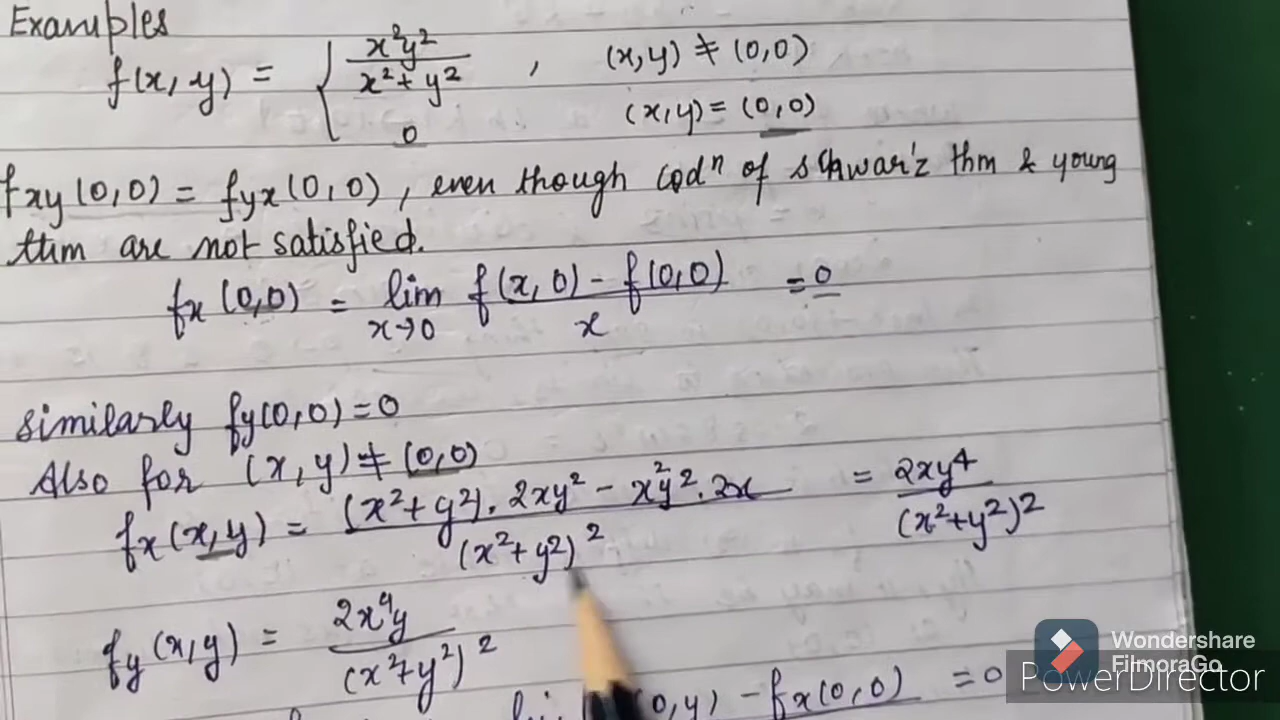 Examples
f(x, y) = { x²y² / x² + y² , (x,y) ≠ (0,0)
0 (x,y) = (0,0)
fxy (0,0) = fyx (0,0), even though codⁿ of schwar'z thm & young
thm are not satisfied.
fx (0,0) = lim x→0 f(x,0) - f(0,0) / x = 0
similarly fy(0,0) = 0
Also for (x,y) ≠ (0,0)
fx (x,y) = (x²+y²). 2xy² - x²y². 2x / (x²+y²)² = 2xy⁴ / (x²+y²)²
fy (x,y) = 2x⁴y / (x²+y²)²
(0,y) - fx(0,0) = 0
Wondershare
FilmoraGo
PowerDirector